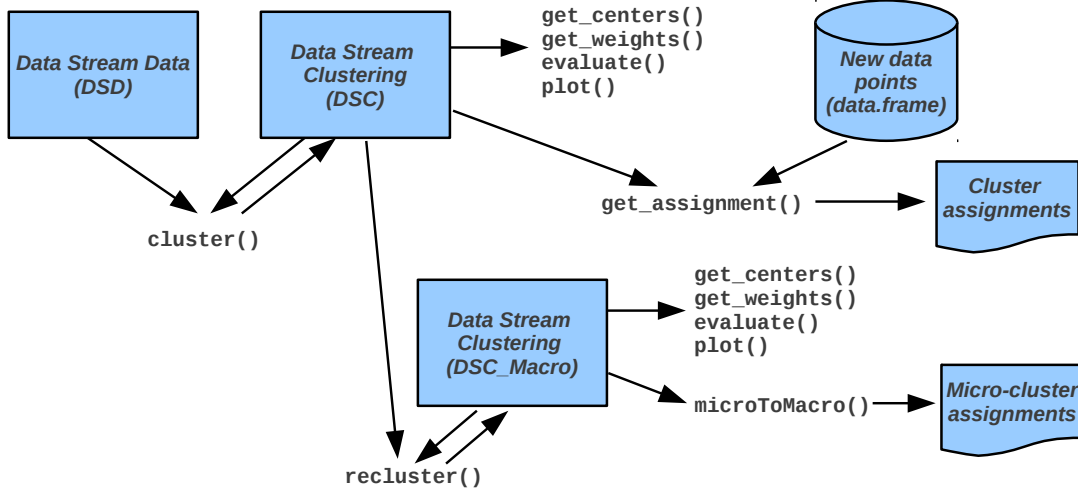 Data Stream Data
(DSD)
Data Stream
Clustering
(DSC)
get_centers()
get_weights()
evaluate()
plot()
New data
points
(data.frame)
cluster()
get_assignment()
Cluster
assignments
Data Stream
Clustering
(DSC_Macro)
get_centers()
get_weights()
evaluate()
plot()
microToMacro()
Micro-cluster
assignments
recluster()